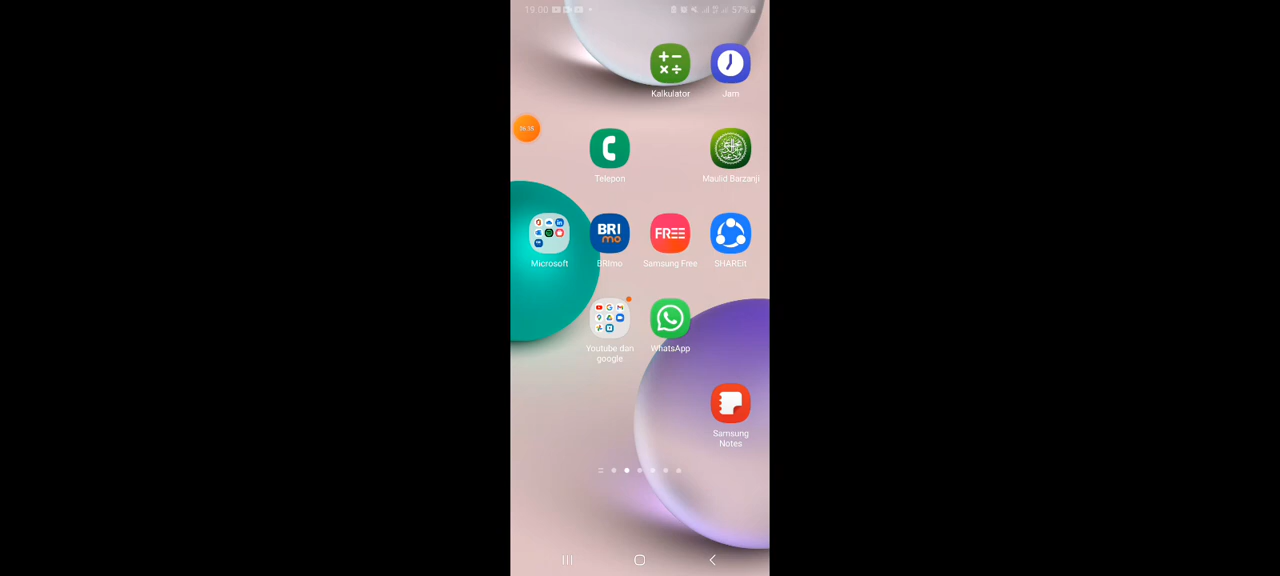 19.00
57%
Kalkulator
Jam
Telepon
Maulid Barzanji
BRI
mo
FREE
Microsoft
BRImo
Samsung Free
SHAREit
Youtube dan
google
WhatsApp
Samsung
Notes